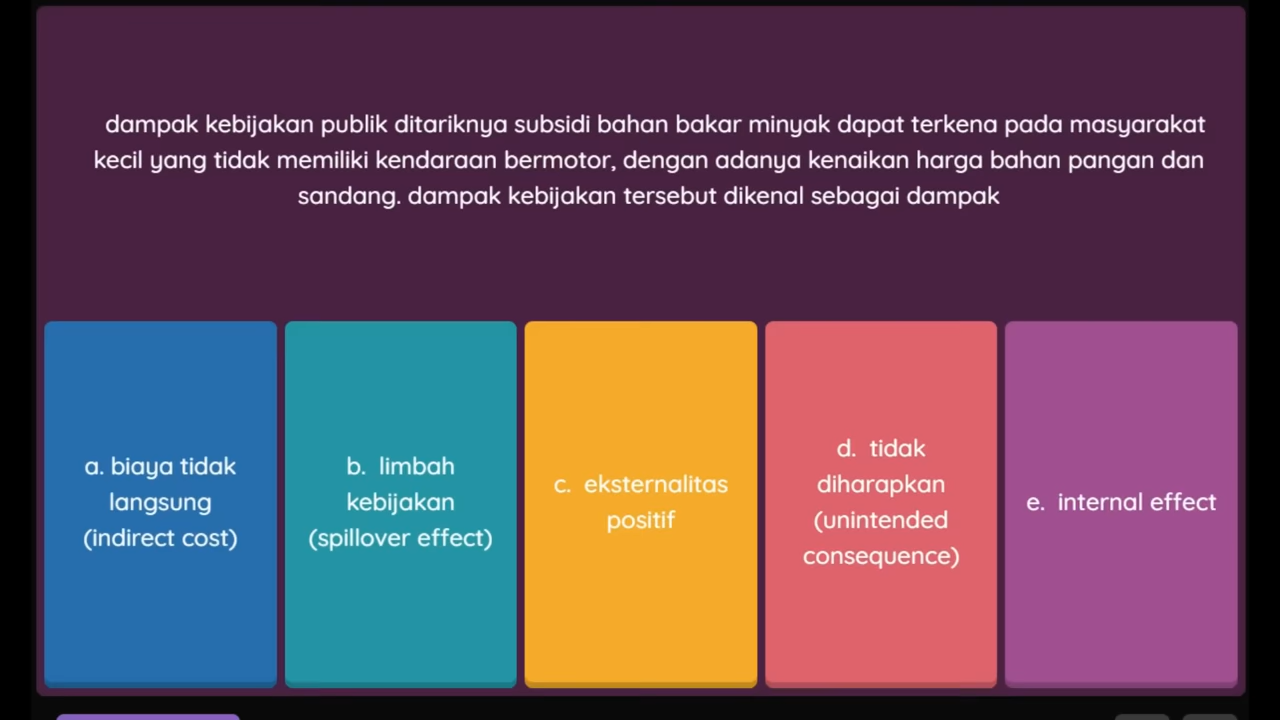 dampak kebijakan publik ditariknya subsidi bahan bakar minyak dapat terkena pada masyarakat
kecil yang tidak memiliki kendaraan bermotor, dengan adanya kenaikan harga bahan pangan dan
sandang. dampak kebijakan tersebut dikenal sebagai dampak
a. biaya tidak
langsung
(indirect cost)
b. limbah
kebijakan
(spillover effect)
c. eksternalitas
positif
d. tidak
diharapkan
(unintended
consequence)
e. internal effect